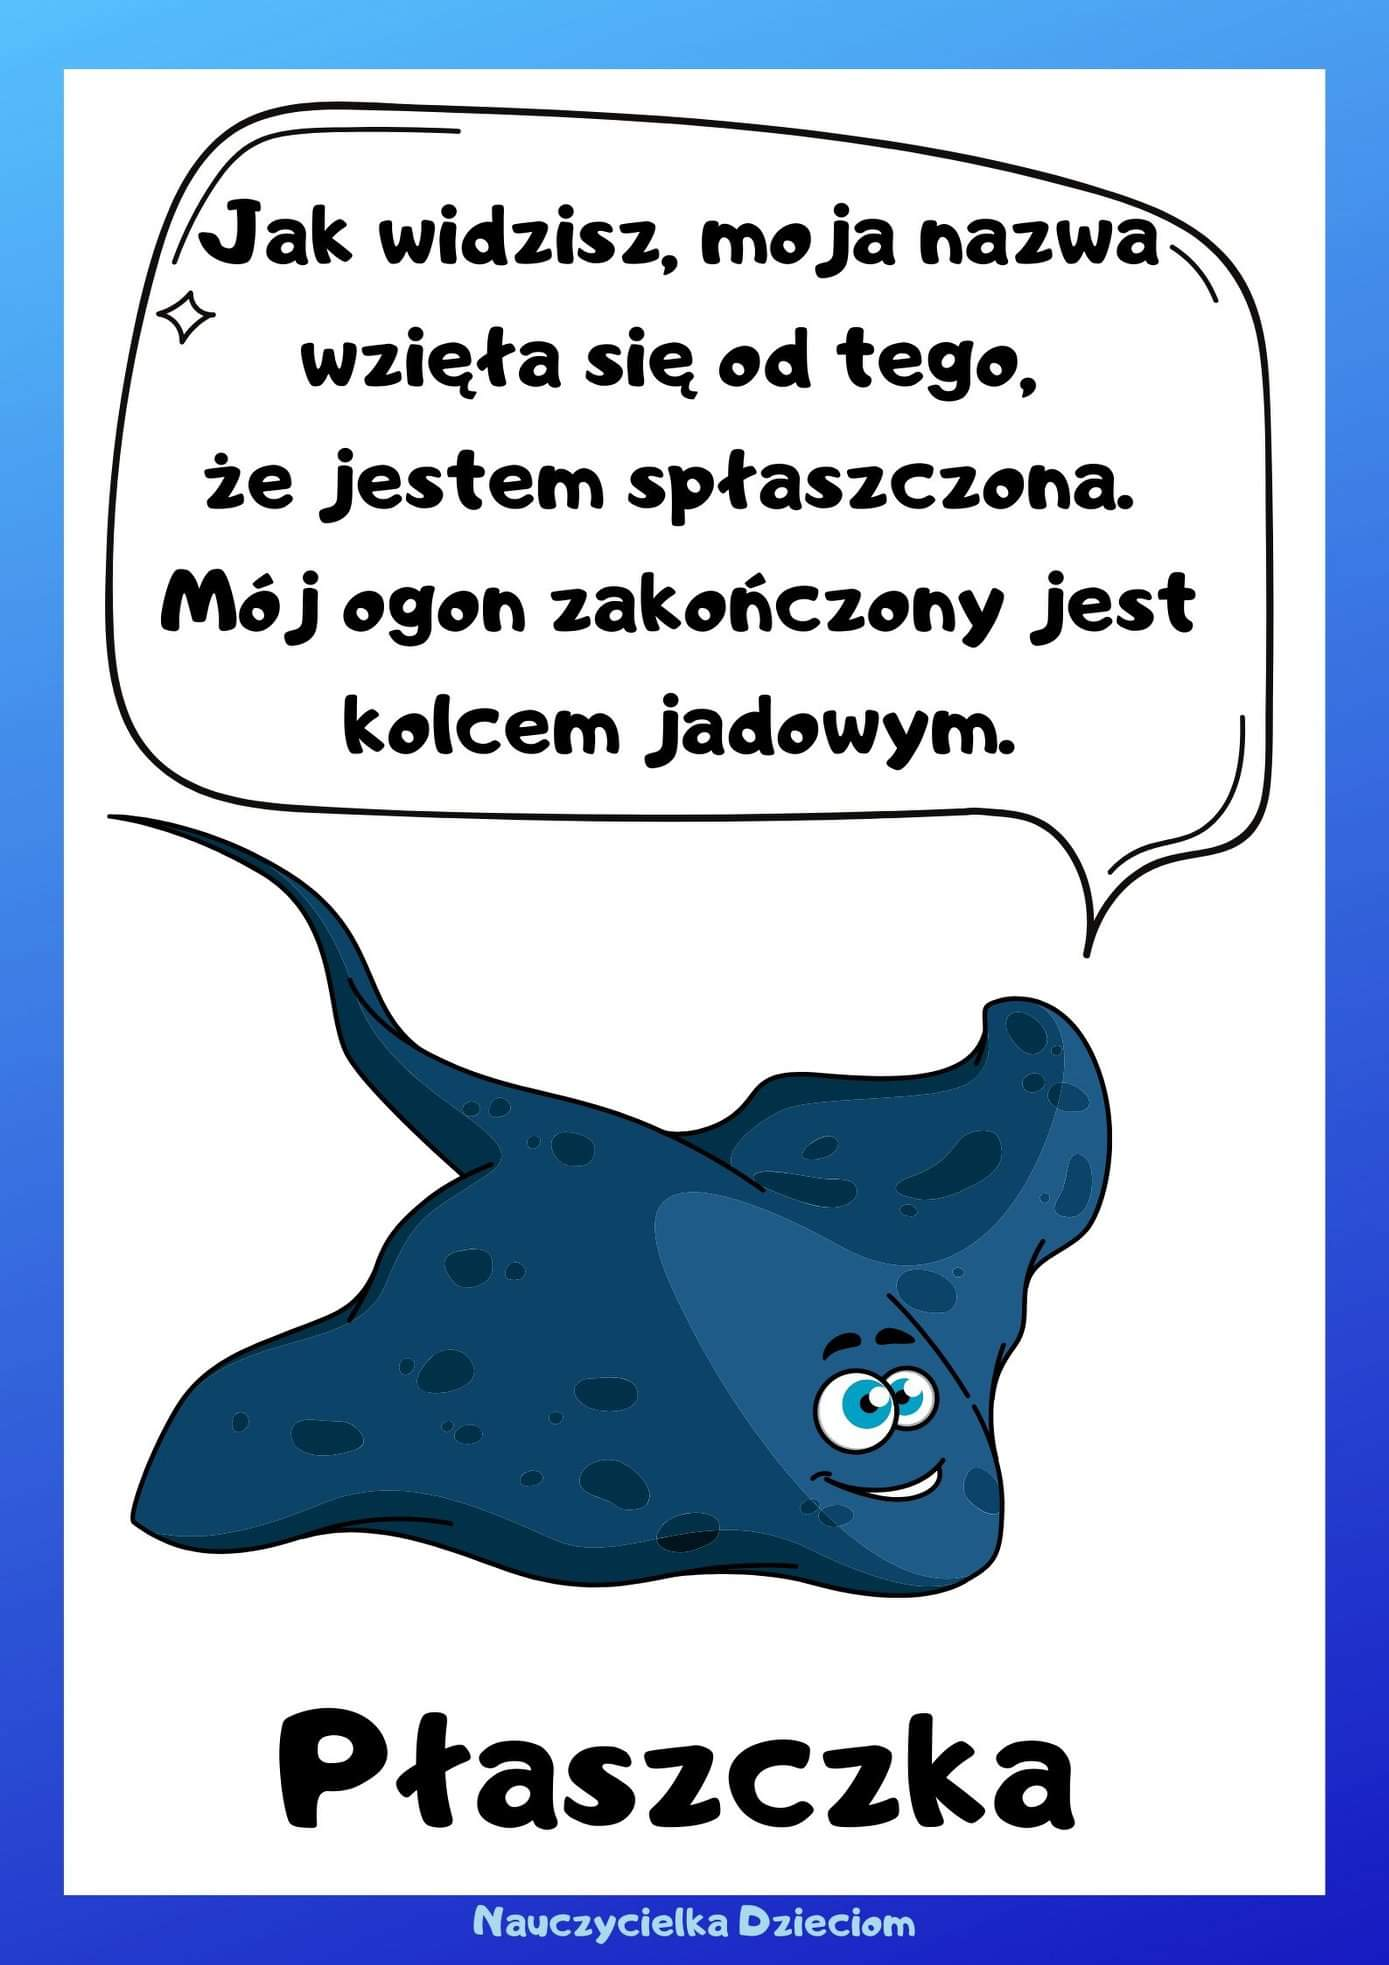 Jak widzisz, moja nazwa
wzięła się od tego,
że jestem spłaszczona.
Mój ogon zakończony jest
kolcem jadowym.
Płaszczka
Nauczycielka Dzieciom